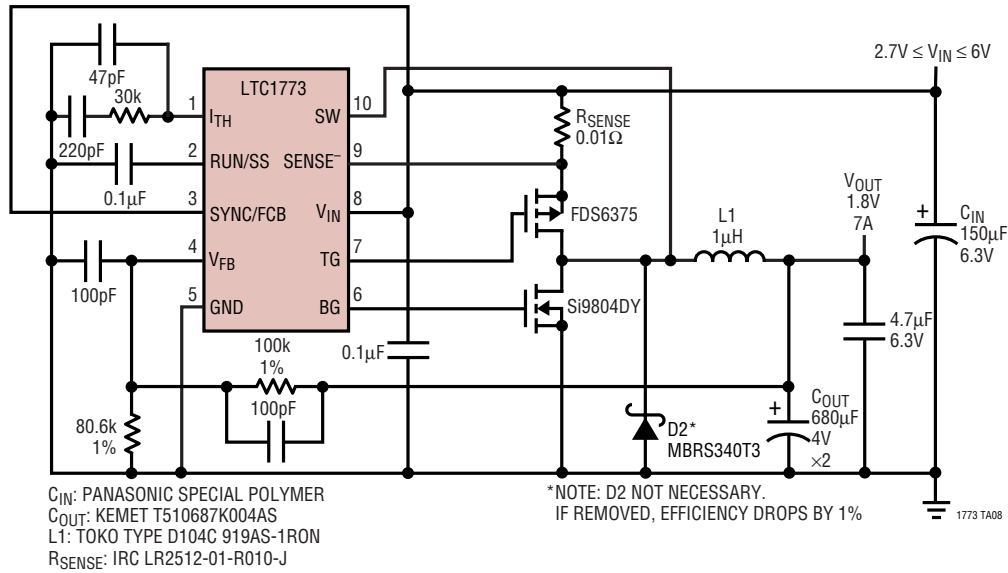 2.7V ≤ VIN ≤ 6V
47pF
30k
220pF
0.1μF
100pF
LTC1773
1
ITH
2
RUN/SS
3
SYNC/FCB
4
VFB
5
GND
10
SW
9
SENSE–
8
VIN
7
TG
6
BG
RSENSE
0.01Ω
FDS6375
Si9804DY
L1
1μH
VOUT
1.8V
7A
+
CIN
150μF
6.3V
4.7μF
6.3V
100k
1%
100pF
0.1μF
80.6k
1%
D2*
MBRS340T3
+
COUT
680μF
4V
×2
CIN: PANASONIC SPECIAL POLYMER
COUT: KEMET T510687K004AS
L1: TOKO TYPE D104C 919AS-1RON
RSENSE: IRC LR2512-01-R010-J
*NOTE: D2 NOT NECESSARY.
IF REMOVED, EFFICIENCY DROPS BY 1%
1773 TA08